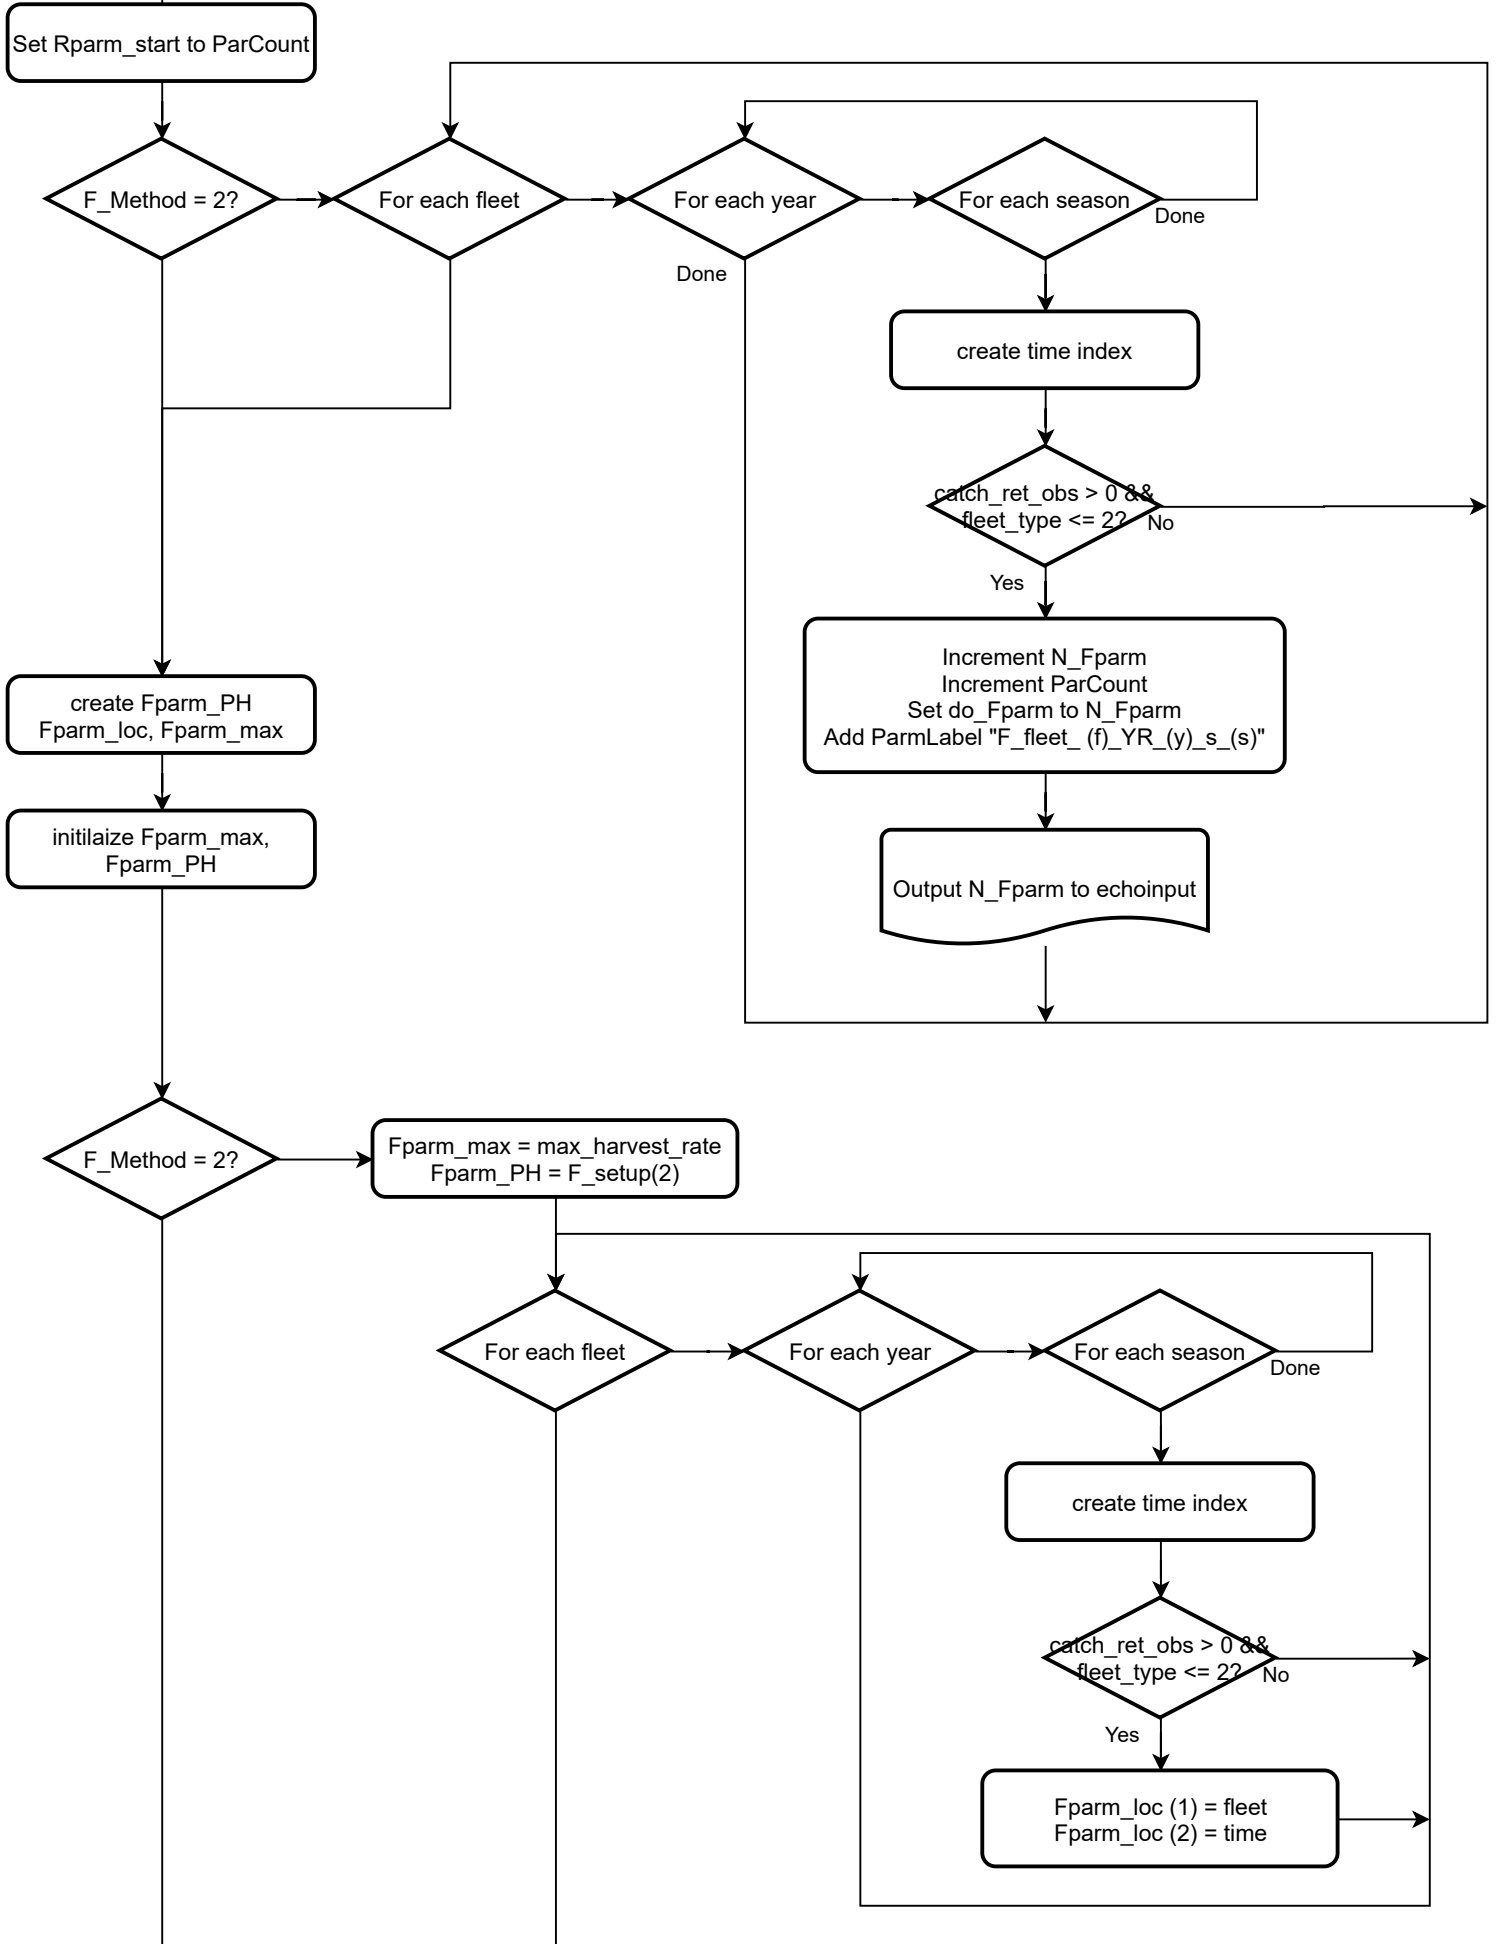 Set Rparm_start to ParCount
F_Method = 2?
For each fleet
For each year
For each season
Done
Done
create time index
catch_ret_obs > 0 &&
fleet_type <= 2?
No
Yes
Increment N_Fparm
Increment ParCount
Set do_Fparm to N_Fparm
Add ParmLabel "F_fleet_ (f)_YR_(y)_s_(s)"
create Fparm_PH
Fparm_loc, Fparm_max
initilaize Fparm_max,
Fparm_PH
Output N_Fparm to echoinput
F_Method = 2?
Fparm_max = max_harvest_rate
Fparm_PH = F_setup(2)
For each fleet
For each year
For each season
Done
create time index
catch_ret_obs > 0 &&
fleet_type <= 2?
No
Yes
Fparm_loc (1) = fleet
Fparm_loc (2) = time